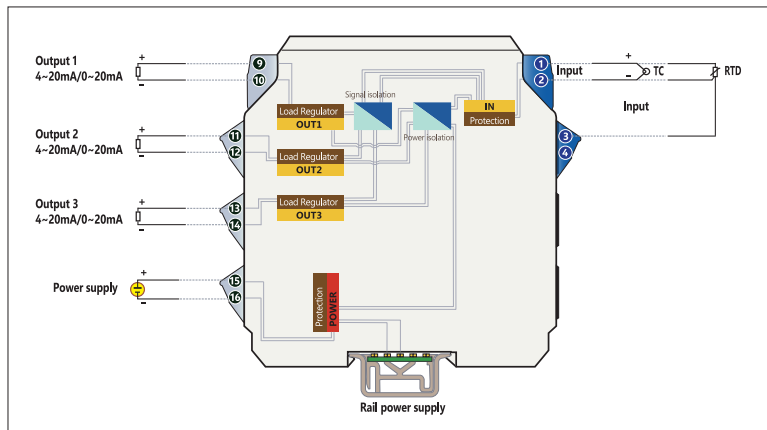 Output 1
4~20mA/0~20mA
+
-
9
10
Output 2
4~20mA/0~20mA
+
-
11
12
Output 3
4~20mA/0~20mA
+
-
13
14
Power supply
+
-
15
16
Signal isolation
Load Regulator
OUT1
Load Regulator
OUT2
Load Regulator
OUT3
Power isolation
IN
Protection
Protection
POWER
Rail power supply
1
2
Input
+
-
TC
RTD
Input
3
4